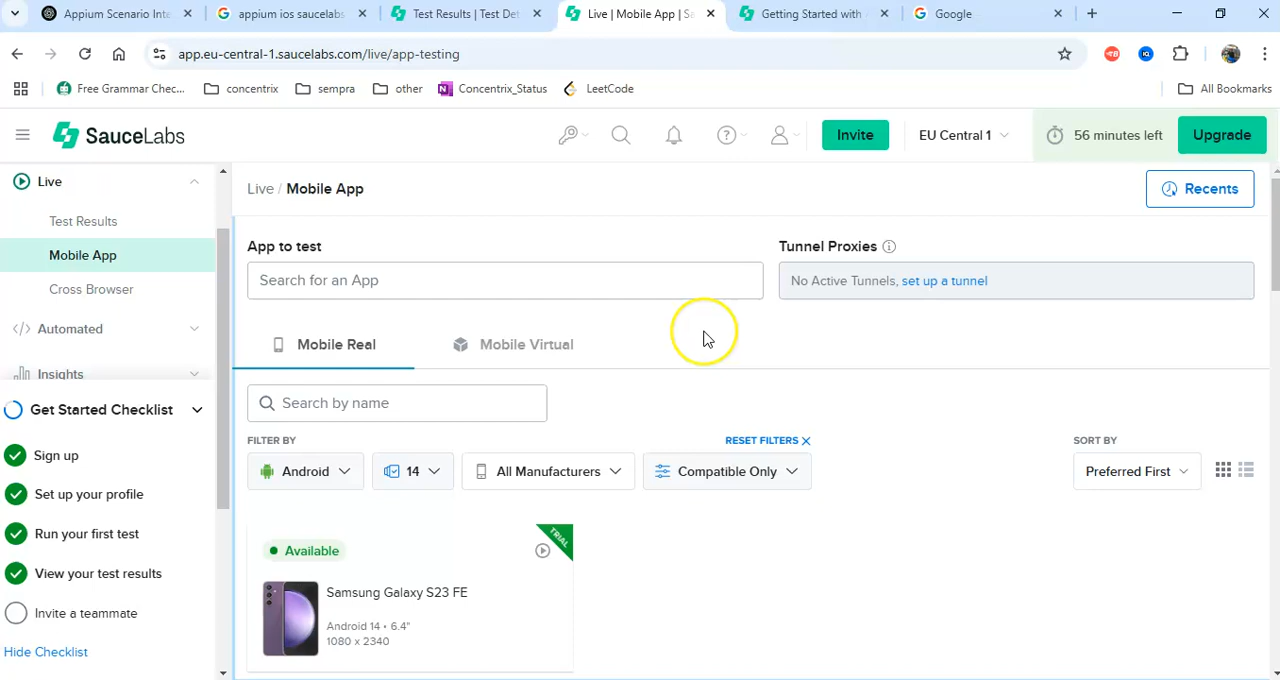 Appium Scenario Inte
appium ios saucelabs
Test Results | Test Det
Live | Mobile App | Sa
Getting Started with
Google
app.eu-central-1.saucelabs.com/live/app-testing
Free Grammar Chec...
concentrix
sempra
other
Concentrix_Status
LeetCode
All Bookmarks
SauceLabs
Invite
EU Central 1
56 minutes left
Upgrade
Live
Test Results
Mobile App
Cross Browser
Automated
Insights
Get Started Checklist
Sign up
Set up your profile
Run your first test
View your test results
Invite a teammate
Hide Checklist
Live / Mobile App
Recents
App to test
Search for an App
Tunnel Proxies
No Active Tunnels, set up a tunnel
Mobile Real
Mobile Virtual
Search by name
FILTER BY
RESET FILTERS
SORT BY
Android
14
All Manufacturers
Compatible Only
Preferred First
Available
TRIAL
Samsung Galaxy S23 FE
Android 14 • 6.4"
1080 x 2340